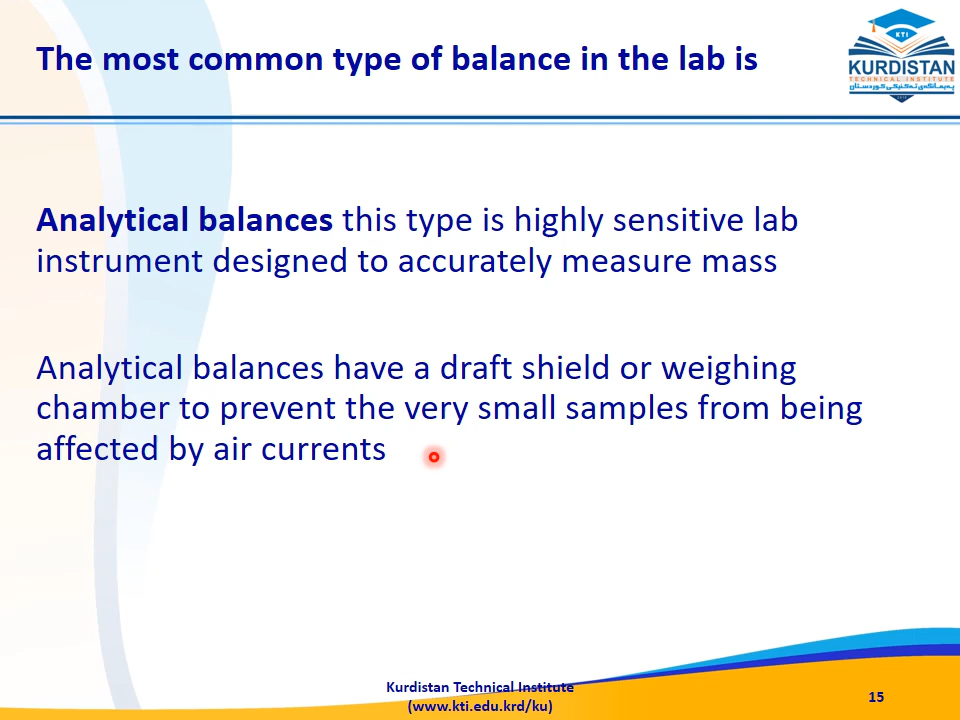 The most common type of balance in the lab is
KTI
KURDISTAN
TECHNICAL INSTITUTE
پەیمانگەی تەکنیکی کوردستان
Analytical balances this type is highly sensitive lab
instrument designed to accurately measure mass
Analytical balances have a draft shield or weighing
chamber to prevent the very small samples from being
affected by air currents
Kurdistan Technical Institute
(www.kti.edu.krd/ku)
15